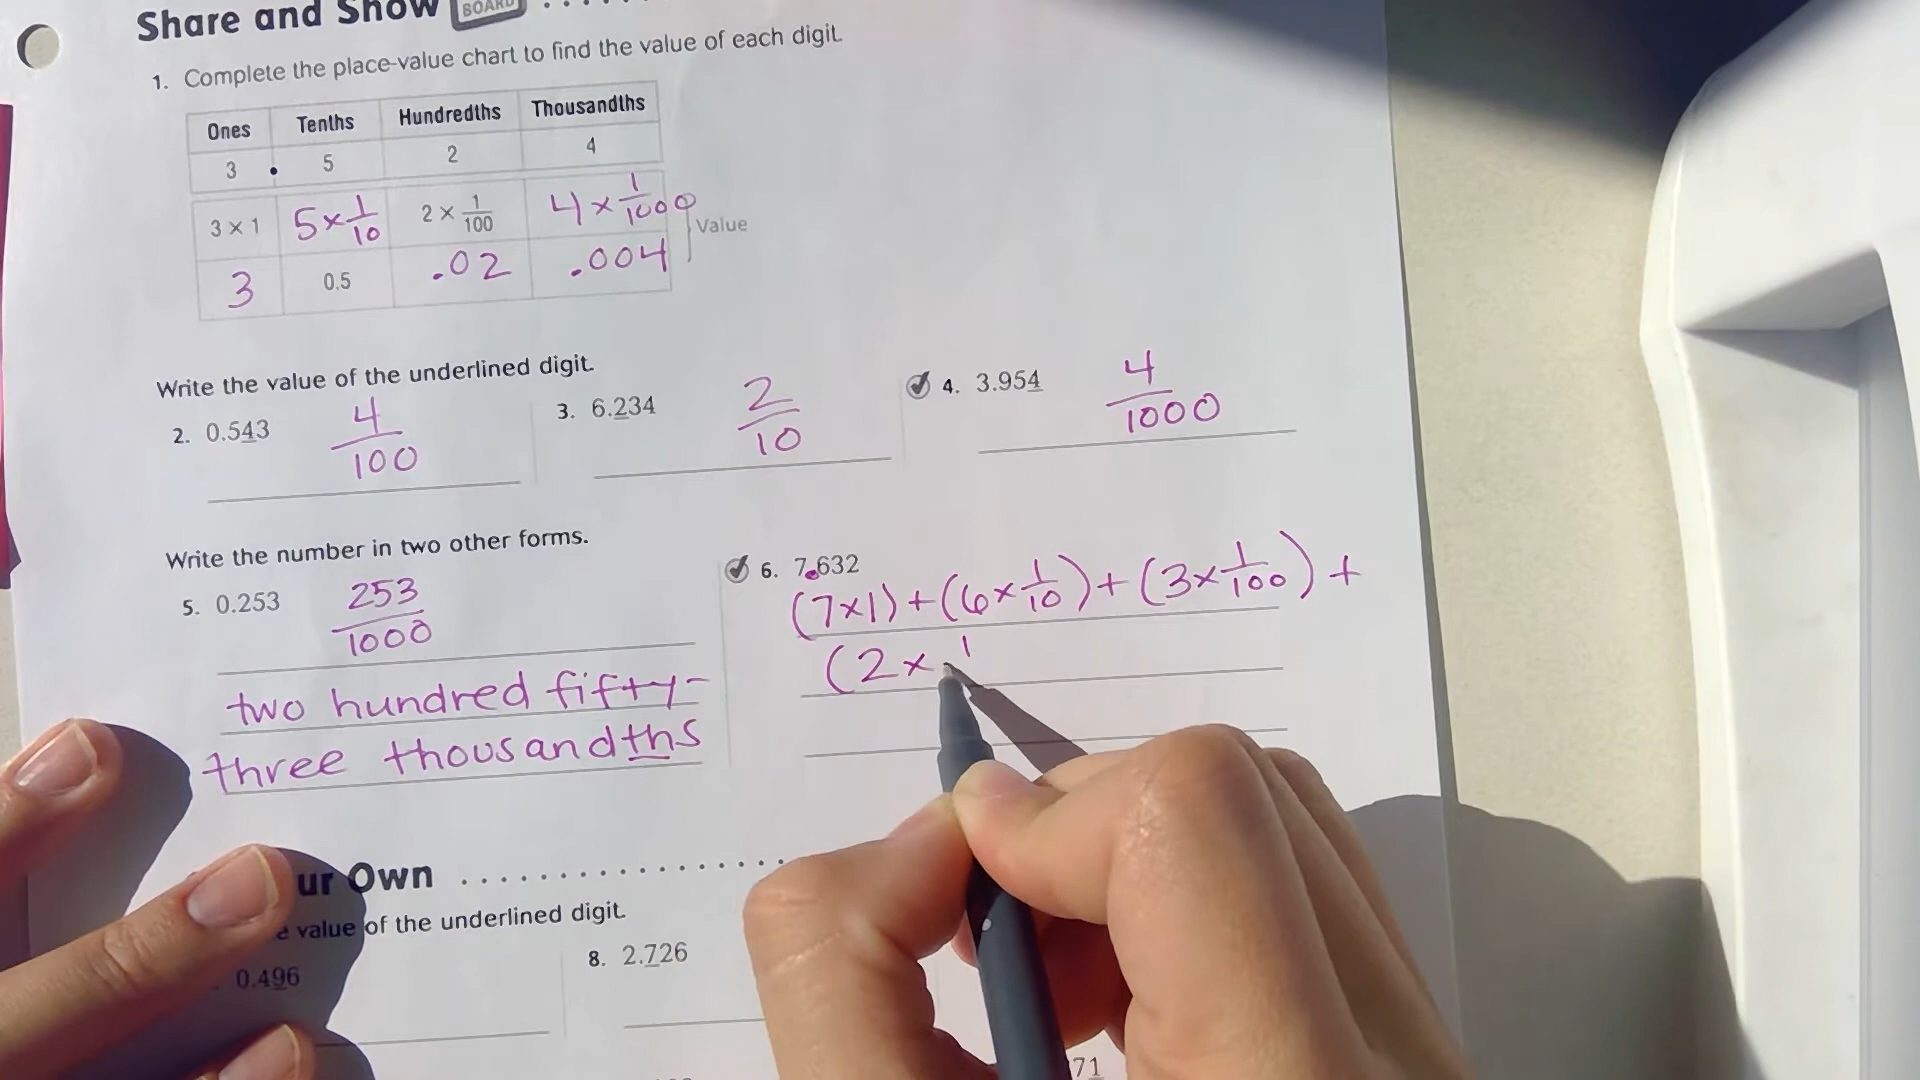 Share and Show BOARD
1. Complete the place-value chart to find the value of each digit.
Ones Tenths Hundredths Thousandths
3 . 5 2 4
3 × 1 5 × 1/10 2 × 1/100 4 × 1/1000
Value
3 0.5 .02 .004
Write the value of the underlined digit.
2. 0.543 4/100 3. 6.234 2/10 4. 3.954 4/1000
Write the number in two other forms.
5. 0.253 253/1000
two hundred fifty-
three thousandths
6. 7.632
(7×1) + (6 × 1/10) + (3 × 1/100) +
(2 × 1
ur Own
value of the underlined digit.
0.496 8. 2.726
71